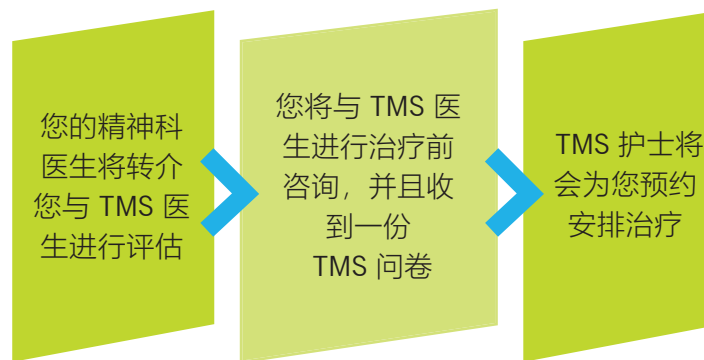 您的精神科
医生将转介
您与 TMS 医
生进行评估
您将与 TMS 医
生进行治疗前
咨询，并且收
到一份
TMS 问卷
TMS 护士将
会为您预约
安排治疗